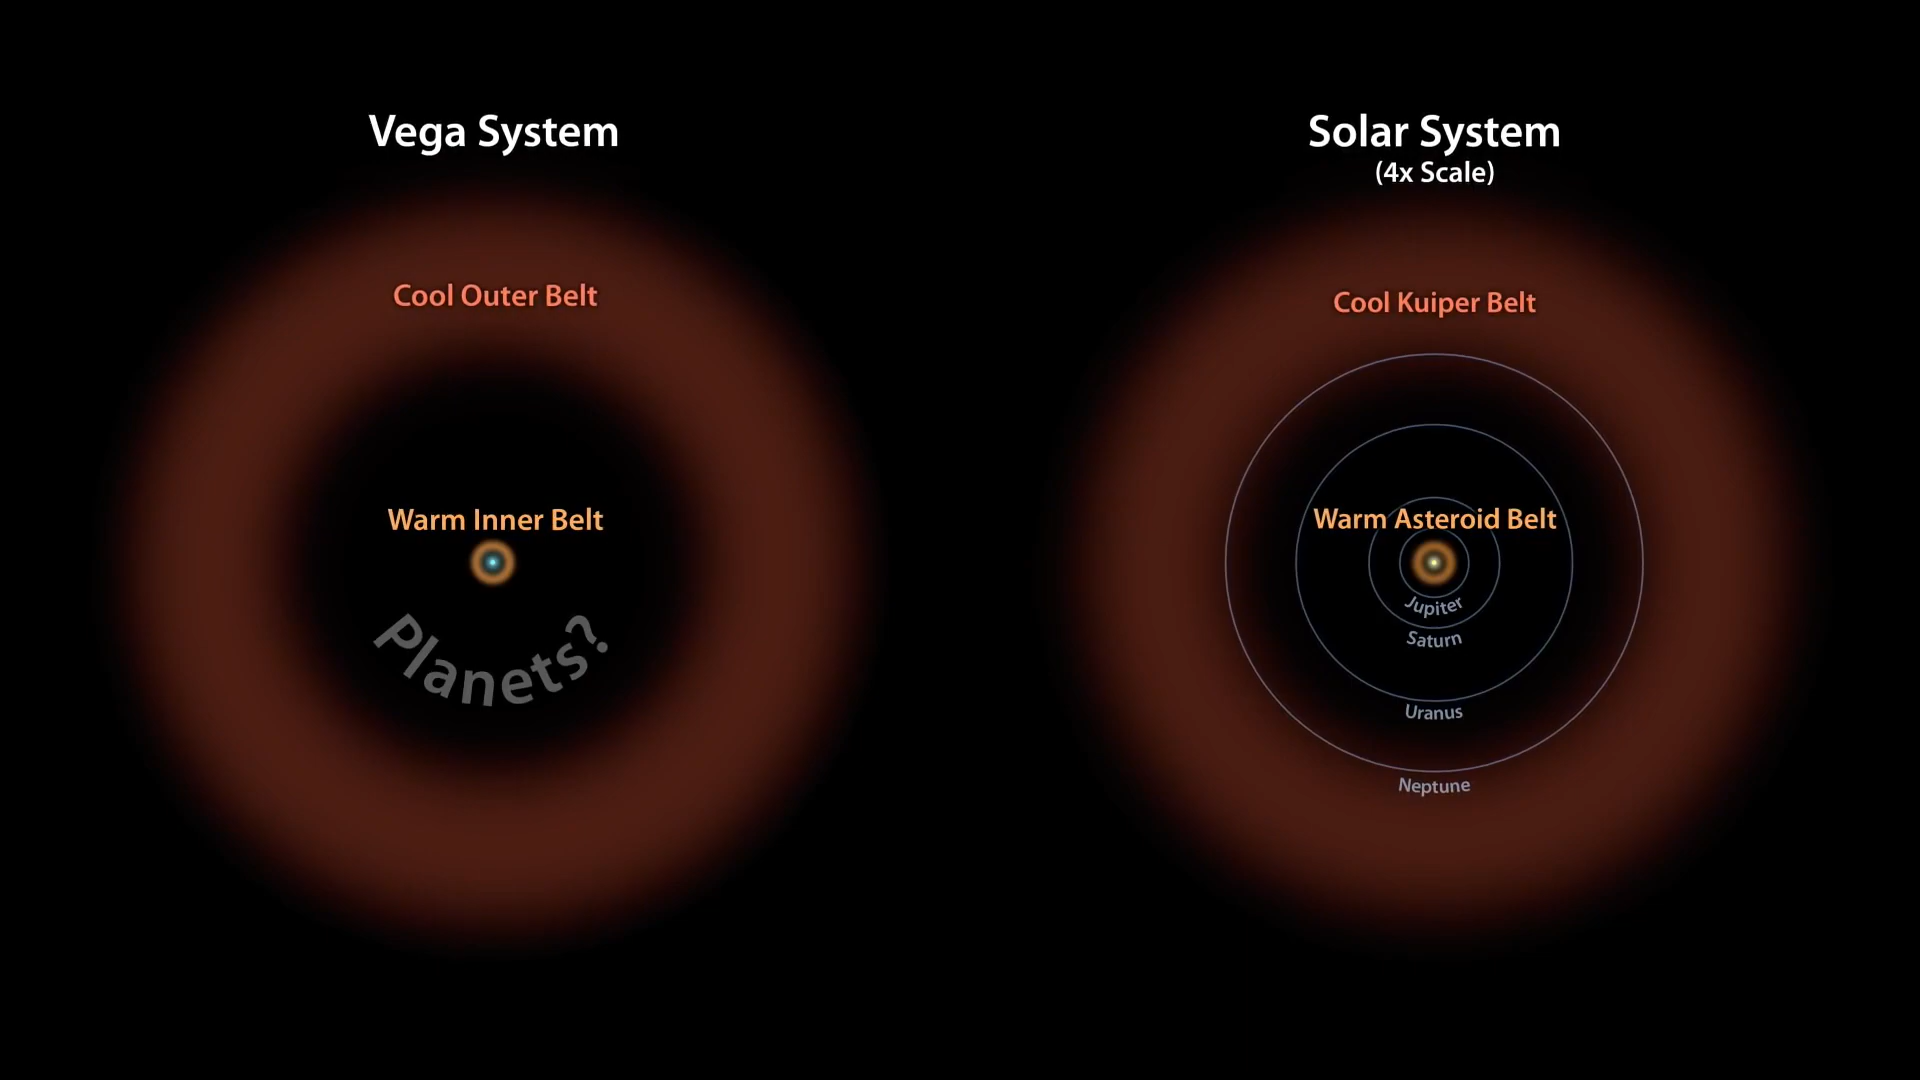 Vega System
Cool Outer Belt
Warm Inner Belt
Planets?
Solar System
(4x Scale)
Cool Kuiper Belt
Warm Asteroid Belt
Jupiter
Saturn
Uranus
Neptune